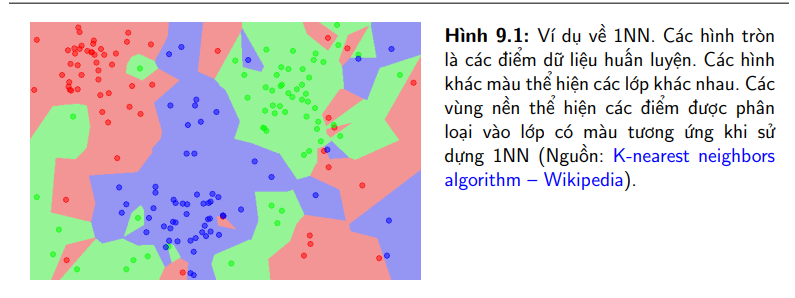 Hình 9.1: Ví dụ về 1NN. Các hình tròn
là các điểm dữ liệu huấn luyện. Các hình
khác màu thể hiện các lớp khác nhau. Các
vùng nền thể hiện các điểm được phân
loại vào lớp có màu tương ứng khi sử
dựng 1NN (Nguồn: K-nearest neighbors
algorithm – Wikipedia).